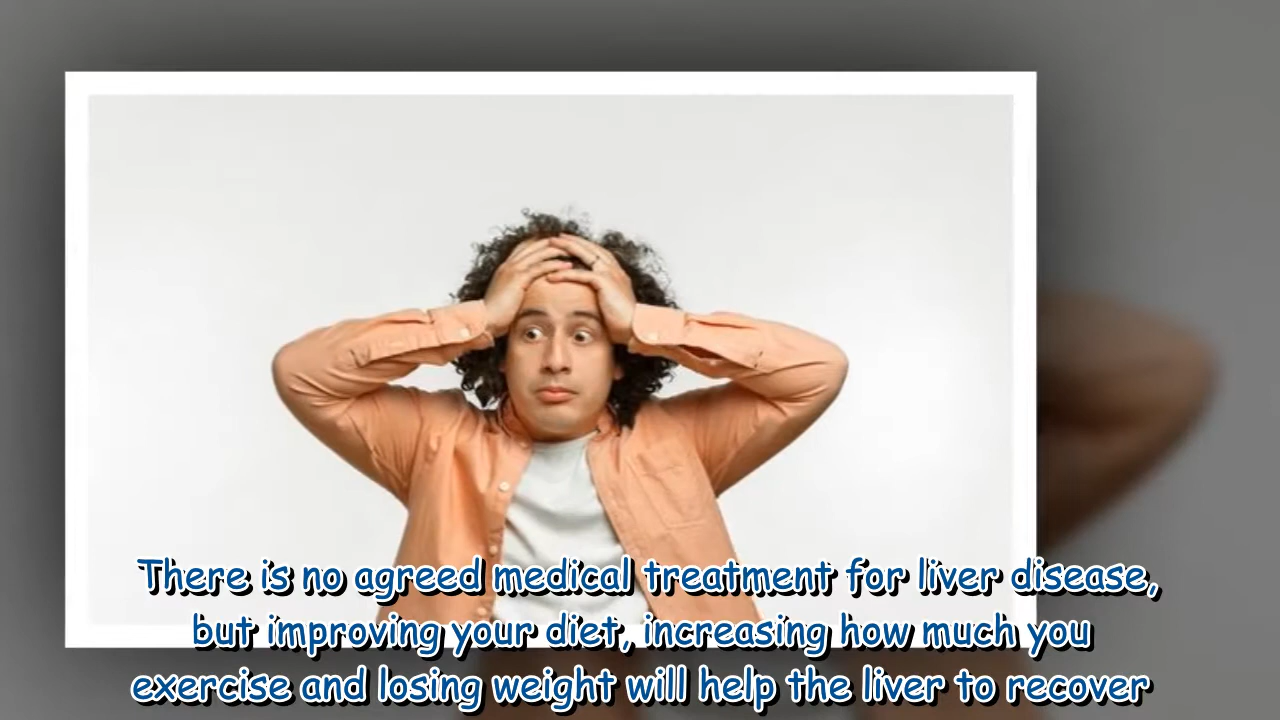 There is no agreed medical treatment for liver disease,
but improving your diet, increasing how much you
exercise and losing weight will help the liver to recover